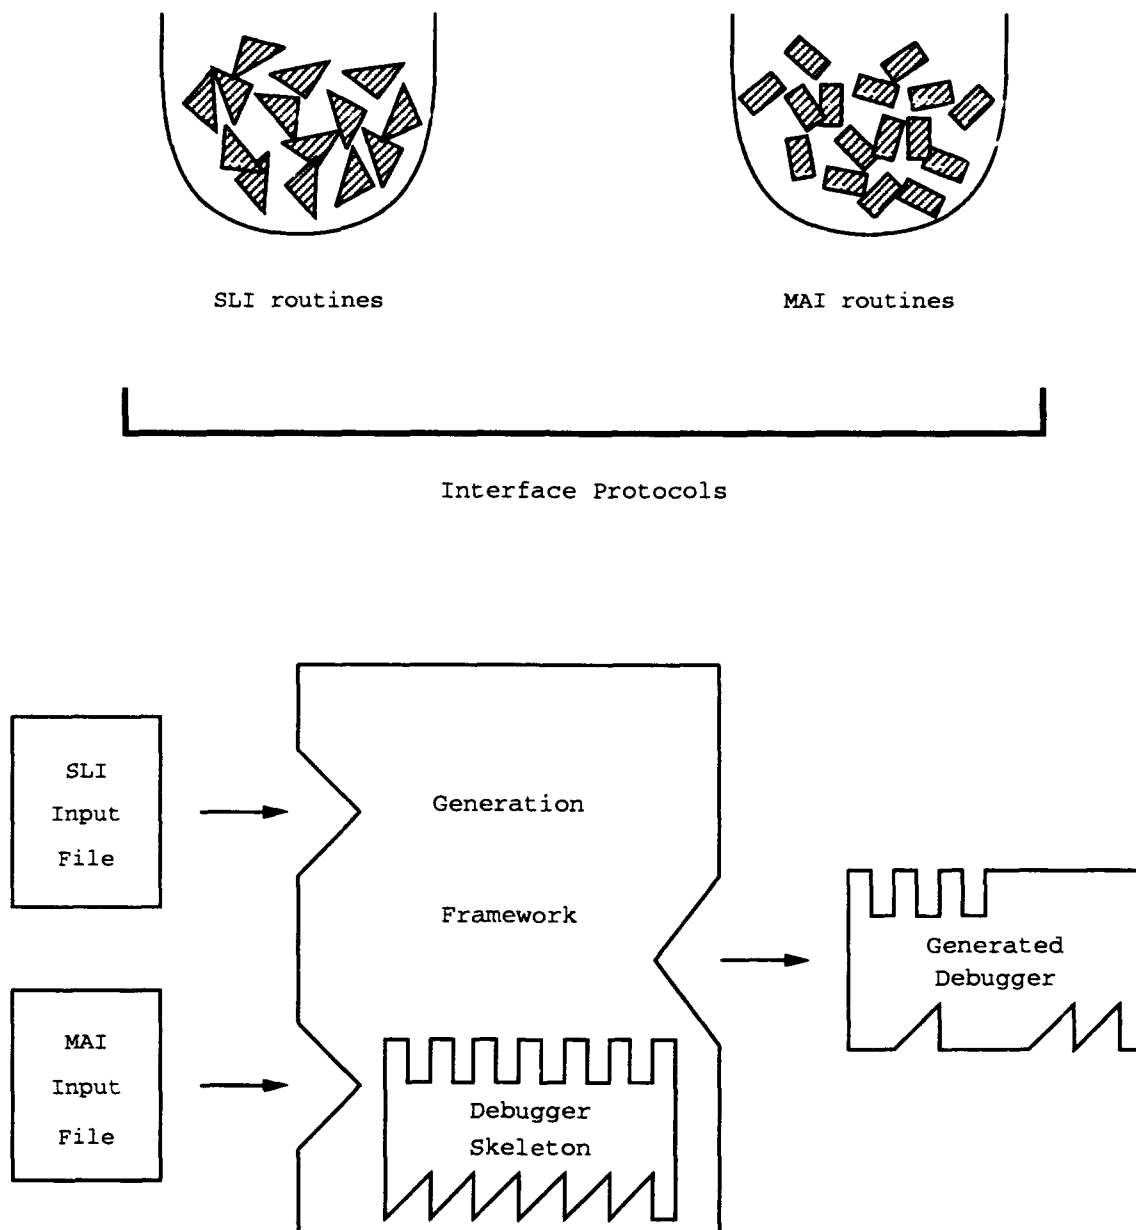 SLI routines
MAI routines
Interface Protocols
SLI
Input
File
Generation
Framework
MAI
Input
File
Debugger
Skeleton
Generated
Debugger